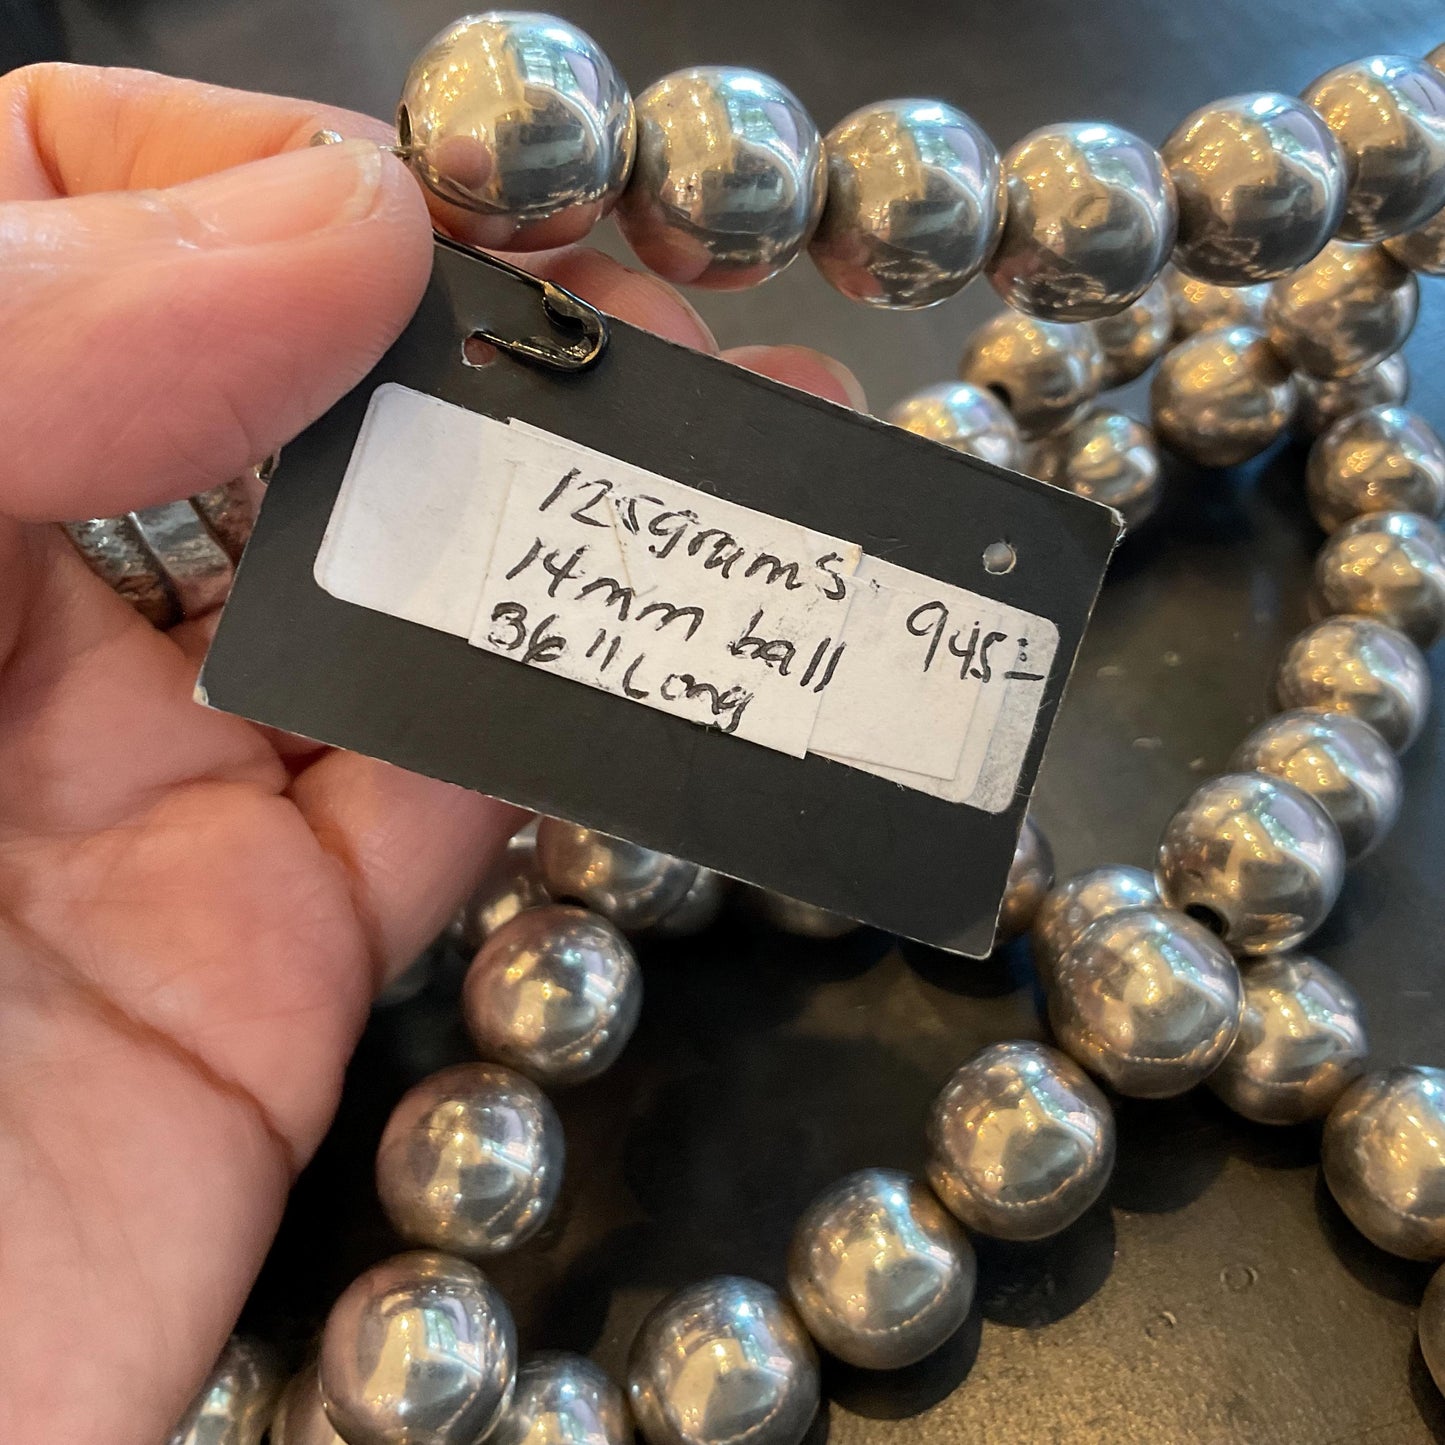 125grams
14mm ball
36" Long
945=